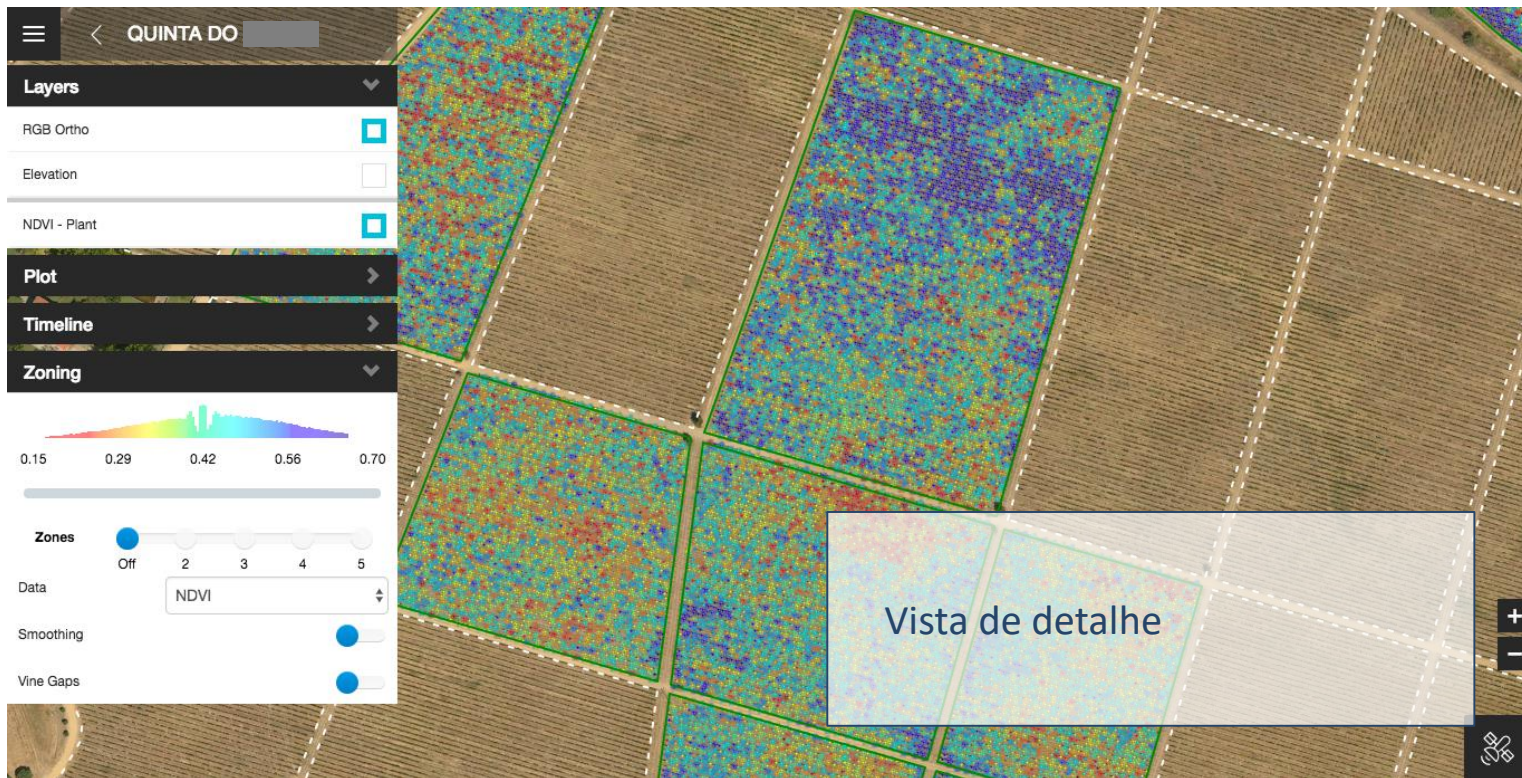 QUINTA DO
Layers
RGB Ortho
Elevation
NDVI - Plant
Plot
Timeline
Zoning
0.15 0.29 0.42 0.56 0.70
Zones
Off 2 3 4 5
Data NDVI
Smoothing
Vine Gaps
Vista de detalhe
+
−